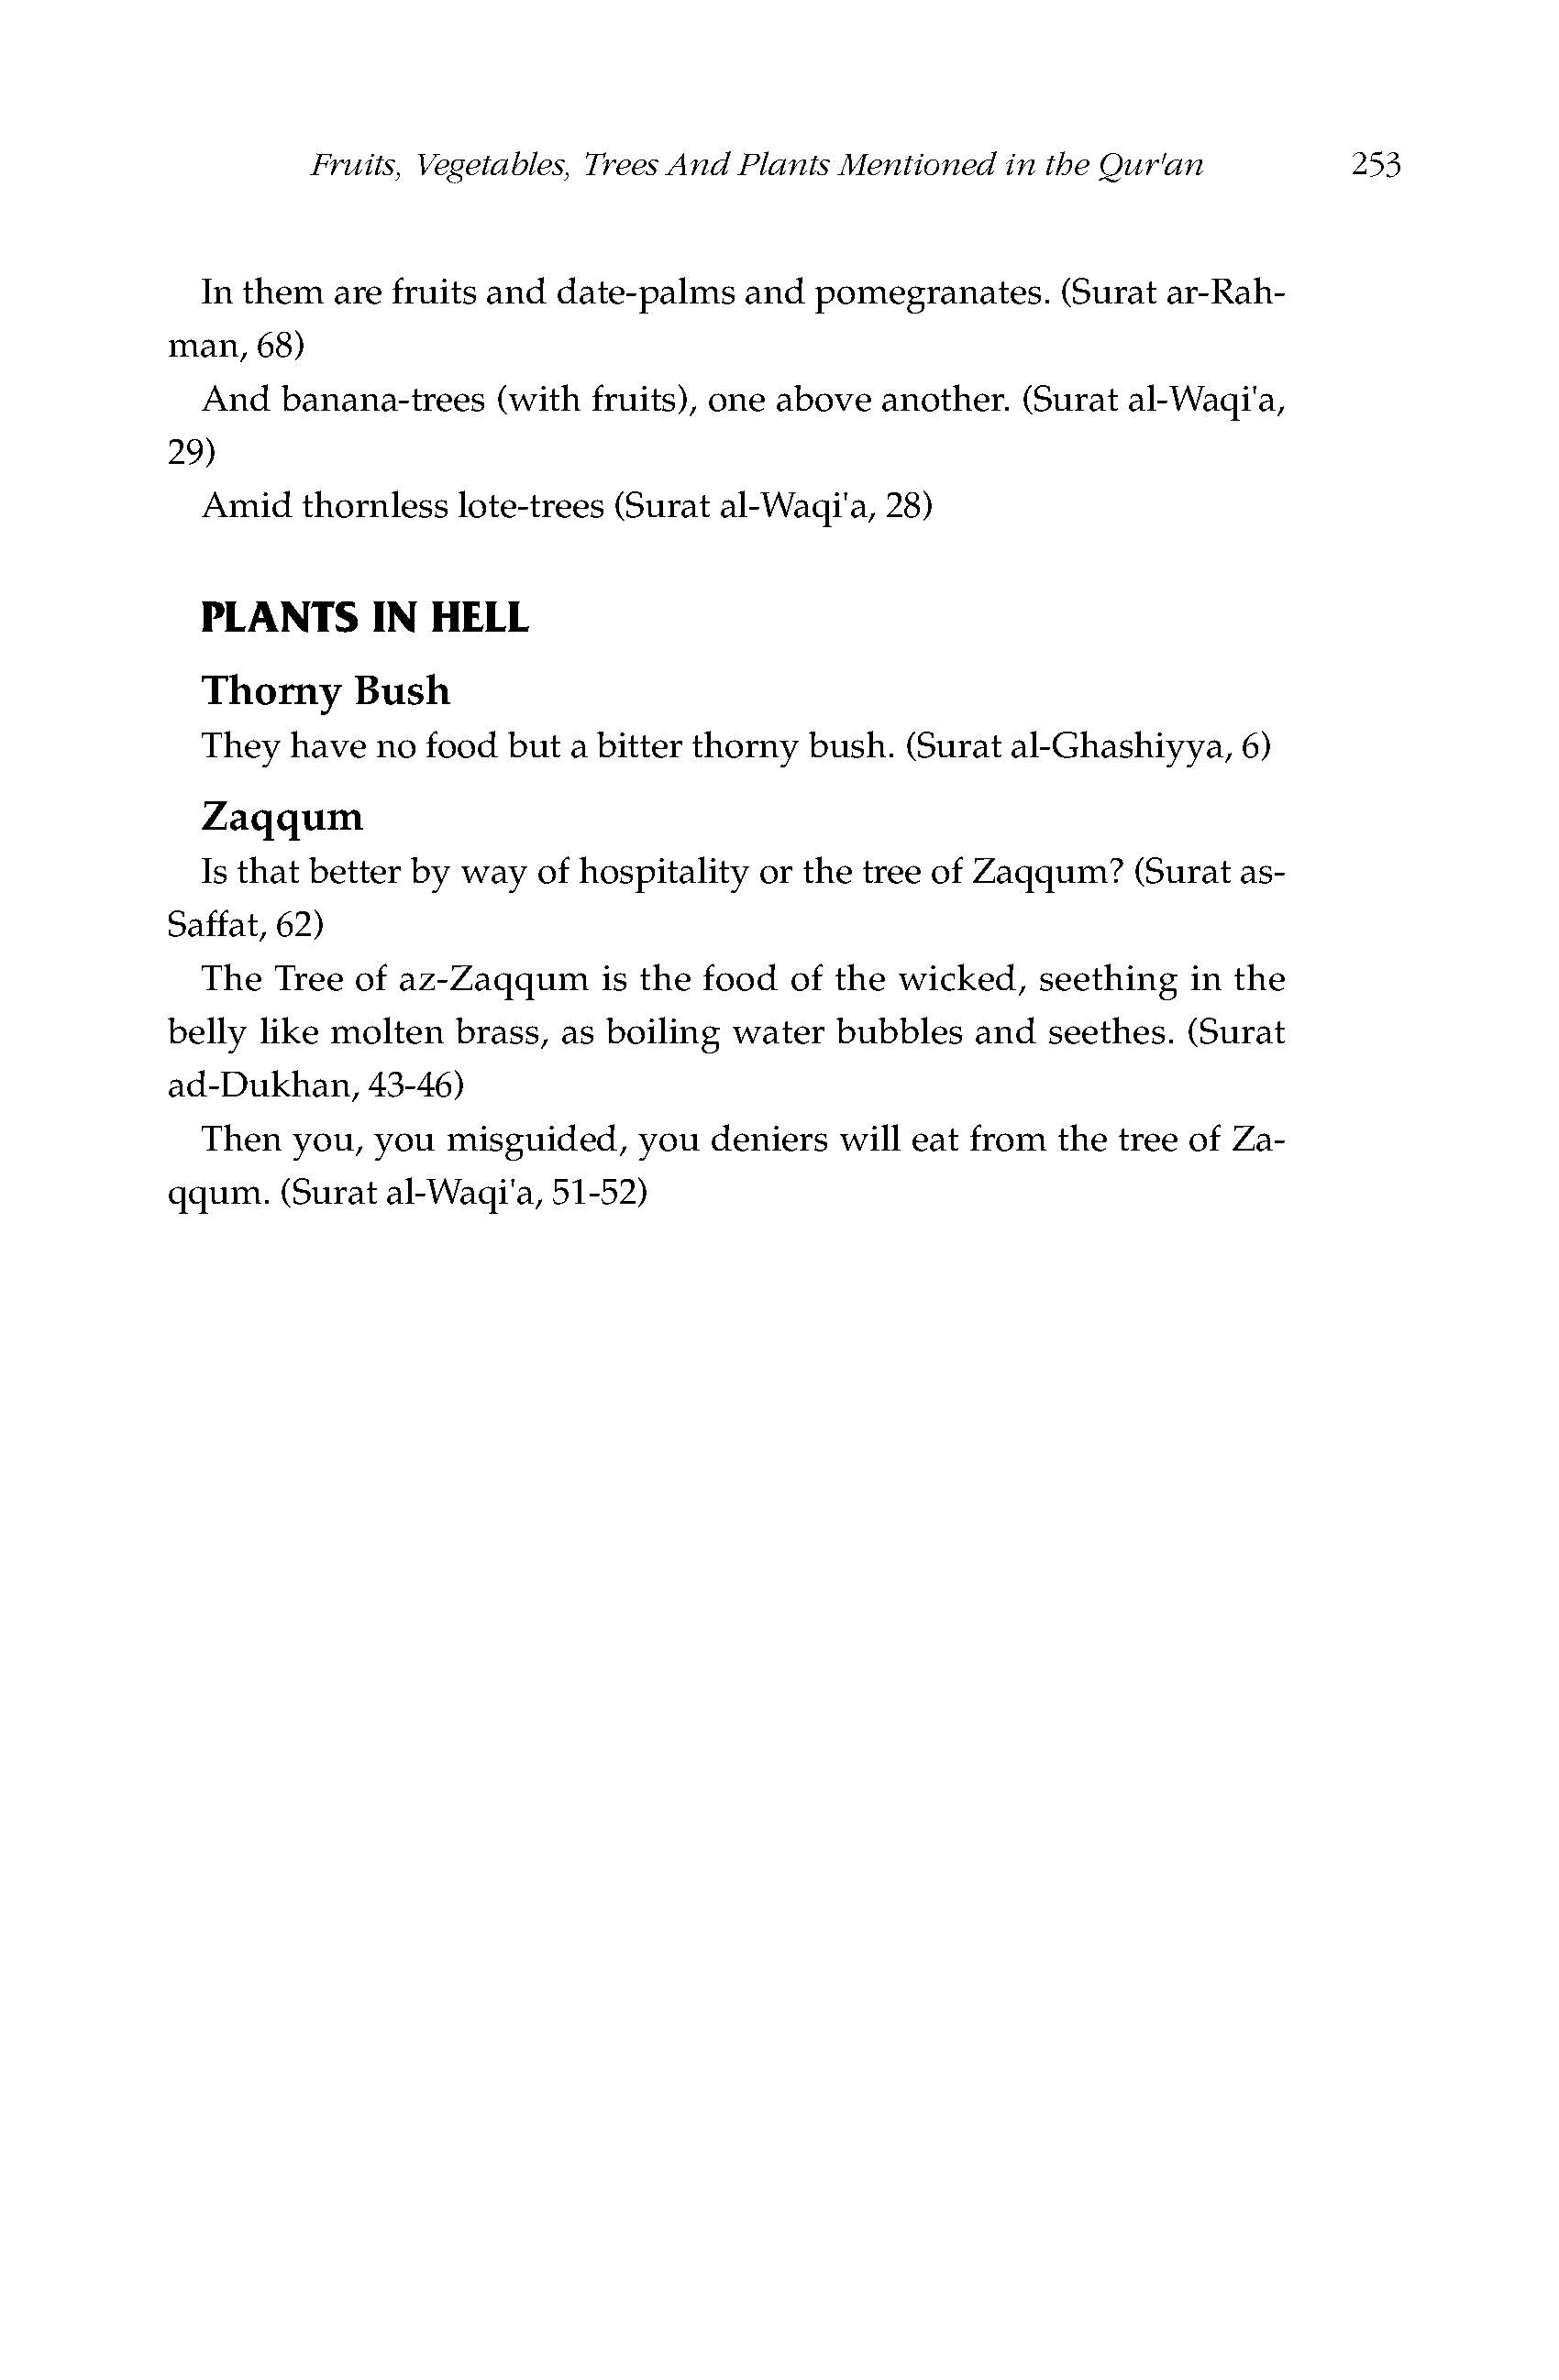 Fruits, Vegetables, Trees And Plants Mentioned in the Qur'an 253
In them are fruits and date-palms and pomegranates. (Surat ar-Rah-
man, 68)
And banana-trees (with fruits), one above another. (Surat al-Waqi'a,
29)
Amid thornless lote-trees (Surat al-Waqi'a, 28)
PLANTS IN HELL
Thorny Bush
They have no food but a bitter thorny bush. (Surat al-Ghashiyya, 6)
Zaqqum
Is that better by way of hospitality or the tree of Zaqqum? (Surat as-
Saffat, 62)
The Tree of az-Zaqqum is the food of the wicked, seething in the
belly like molten brass, as boiling water bubbles and seethes. (Surat
ad-Dukhan, 43-46)
Then you, you misguided, you deniers will eat from the tree of Za-
qqum. (Surat al-Waqi'a, 51-52)